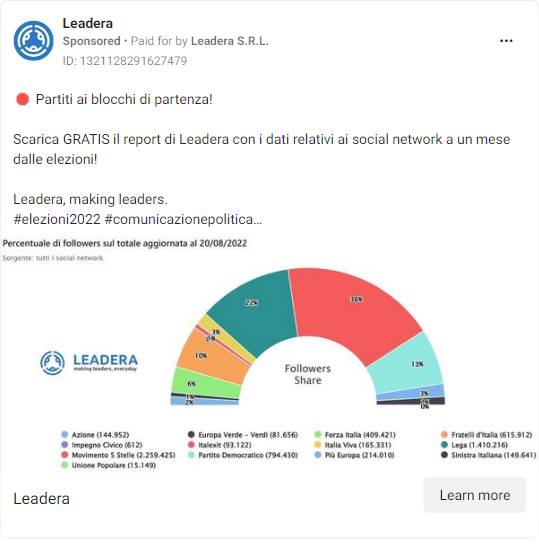 Leadera
Sponsored • Paid for by Leadera S.R.L.
ID: 1321128291627479
Partiti ai blocchi di partenza!
Scarica GRATIS il report di Leadera con i dati relativi ai social network a un mese
dalle elezioni!
Leadera, making leaders.
#elezioni2022 #comunicazionepolitica...
Percentuale di followers sul totale aggiornata al 20/08/2022
Sorgente: tutti i social network
36%
22%
3%
0%
10%
13%
LEADERA
making leaders, everyday
Followers
Share
6%
3%
1%
2%
0%
Azione (144.952) Europa Verde - Verdi (81.656) Forza Italia (409.421) Fratelli d'Italia (615.912)
Impegno Civico (612) Italexit (93.122) Italia Viva (165.331) Lega (1.410.216)
Movimento 5 Stelle (2.259.425) Partito Democratico (794.430) Più Europa (214.010) Sinistra Italiana (149.641)
Unione Popolare (15.149)
Leadera
Learn more